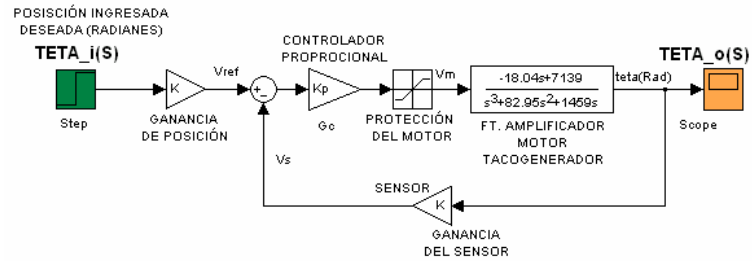 POSISCIÓN INGRESADA
DESEADA (RADIANES)
TETA_i(S)
Step
K
GANANCIA
DE POSICIÓN
Vref
+
-
CONTROLADOR
PROPROCIONAL
Kp
Gc
Vm
PROTECCIÓN
DEL MOTOR
-18.04s+7139
s3+82.95s2+1459s
FT. AMPLIFICADOR
MOTOR
TACOGENERADOR
teta(Rad)
TETA_o(S)
Scope
Vs
SENSOR
K
GANANCIA
DEL SENSOR